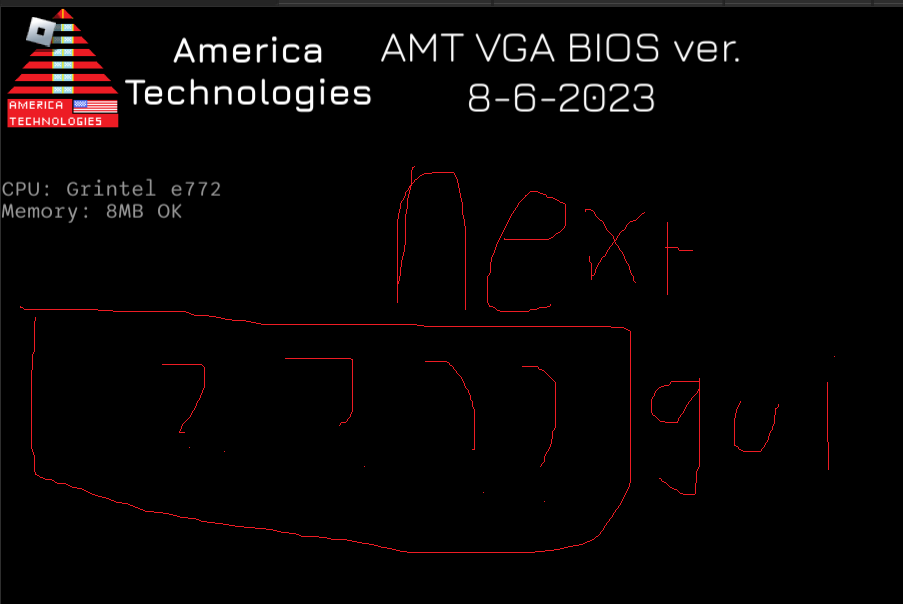 America
Technologies
AMT VGA BIOS ver.
8-6-2023
AMERICA
TECHNOLOGIES
CPU: Grintel e772
Memory: 8MB OK
next
????
gui